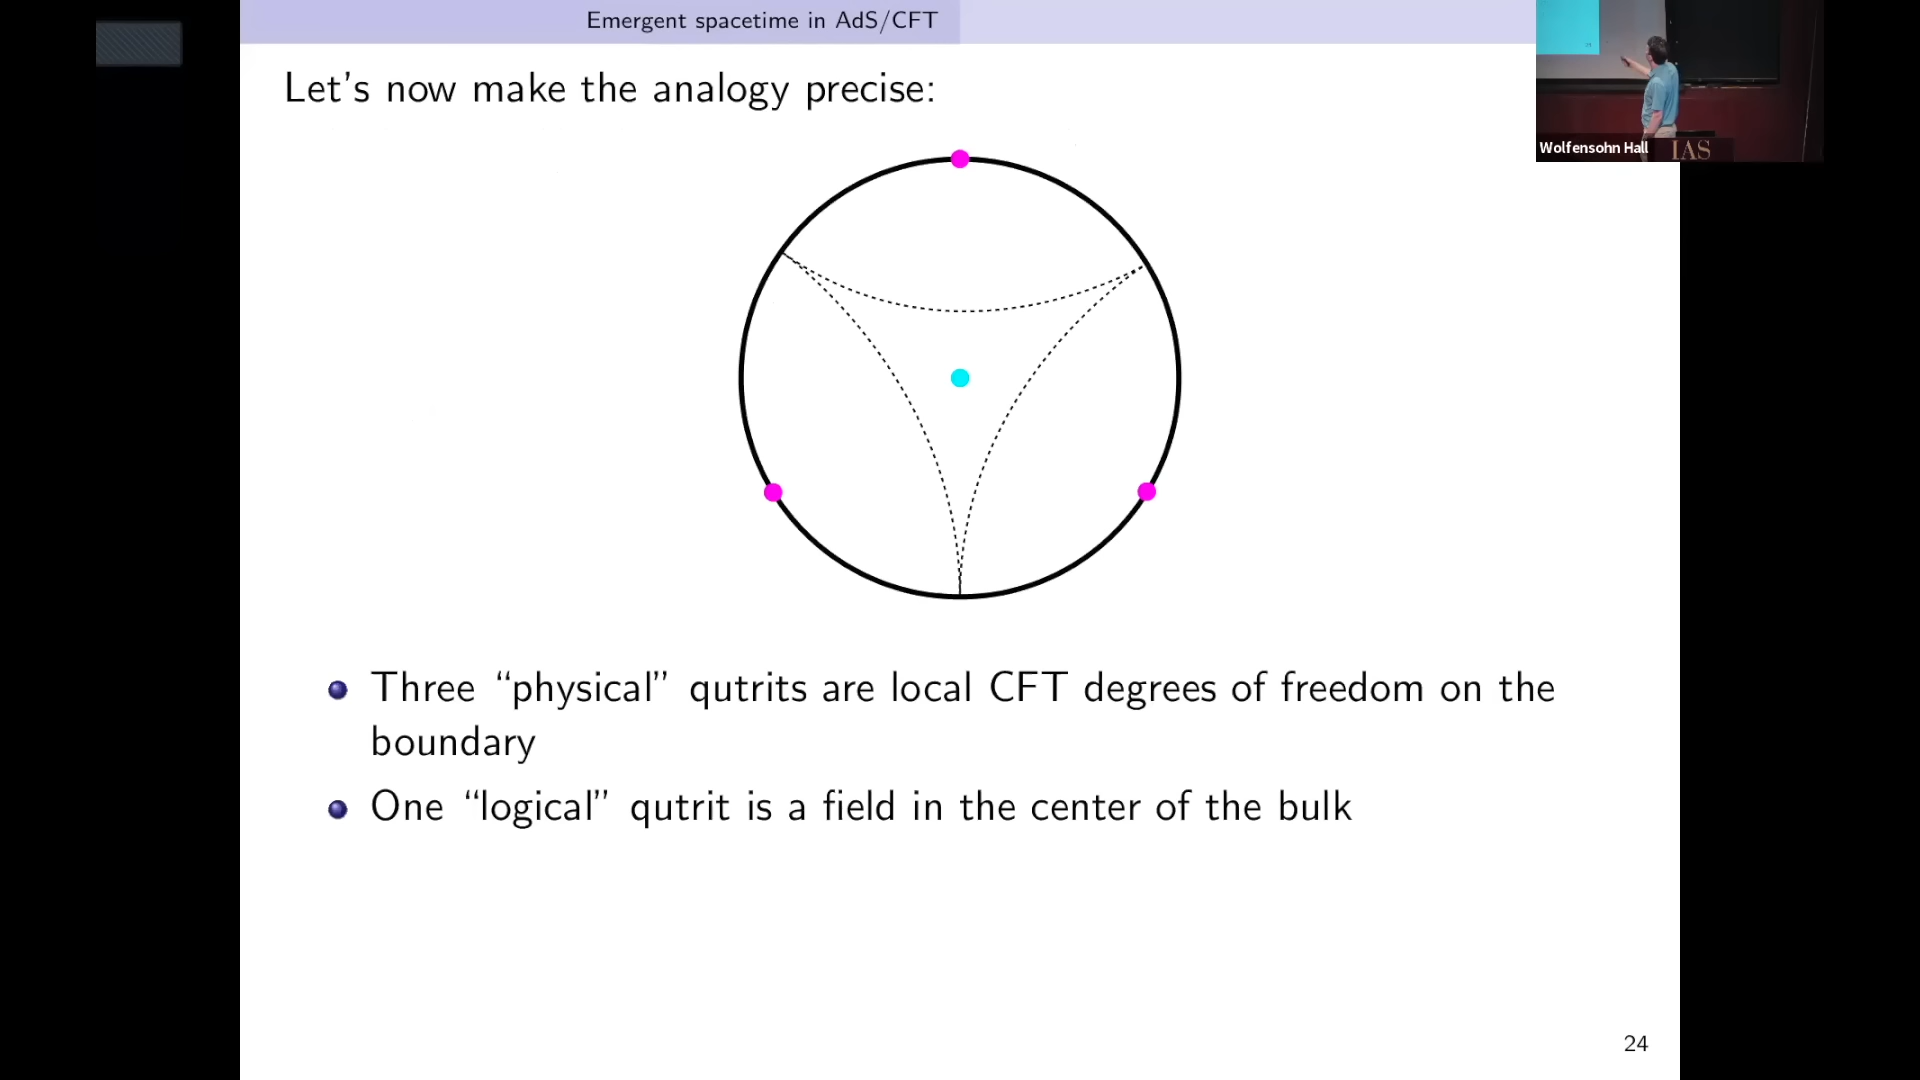 Emergent spacetime in AdS/CFT
Let's now make the analogy precise:
Wolfensohn Hall
IAS
Three “physical” qutrits are local CFT degrees of freedom on the
boundary
One “logical” qutrit is a field in the center of the bulk
24